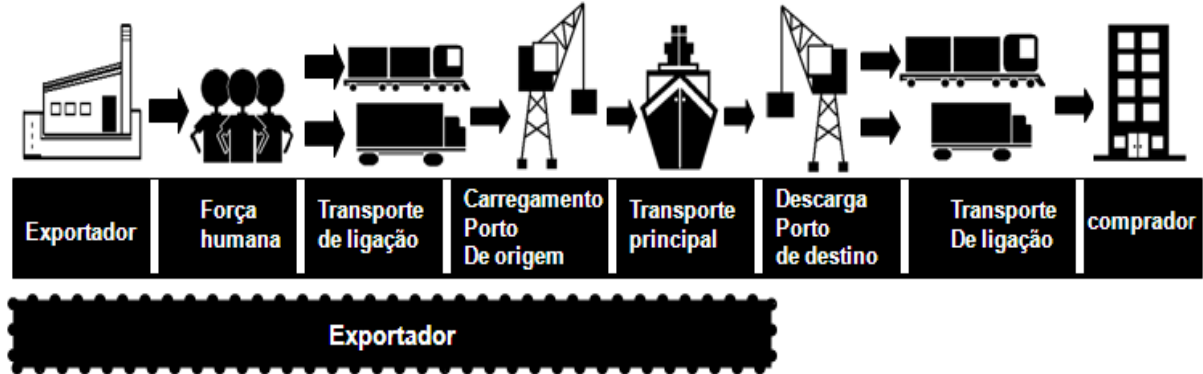 Exportador
Força
humana
Transporte
de ligação
Carregamento
Porto
De origem
Transporte
principal
Descarga
Porto
de destino
Transporte
De ligação
comprador
Exportador